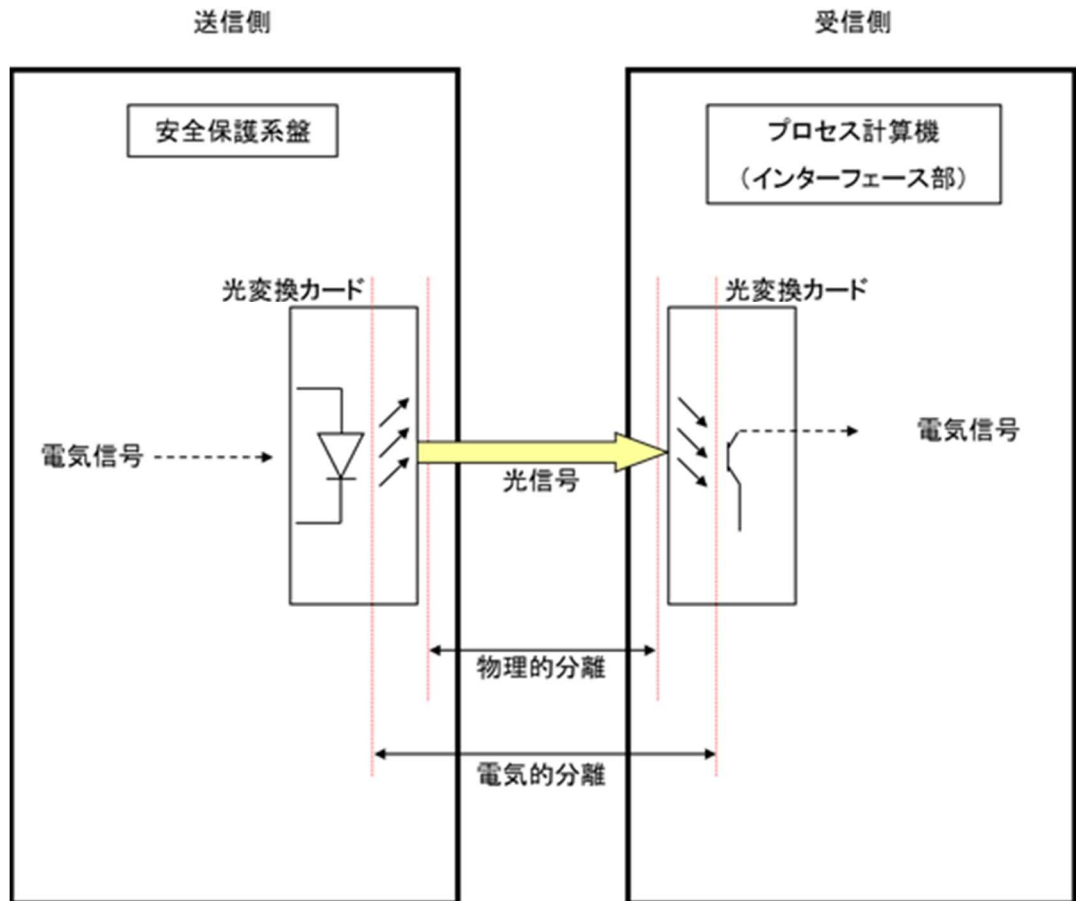 送信側
受信側
安全保護系盤
プロセス計算機
(インターフェース部)
光変換カード
光変換カード
電気信号
電気信号
光信号
物理的分離
電気的分離